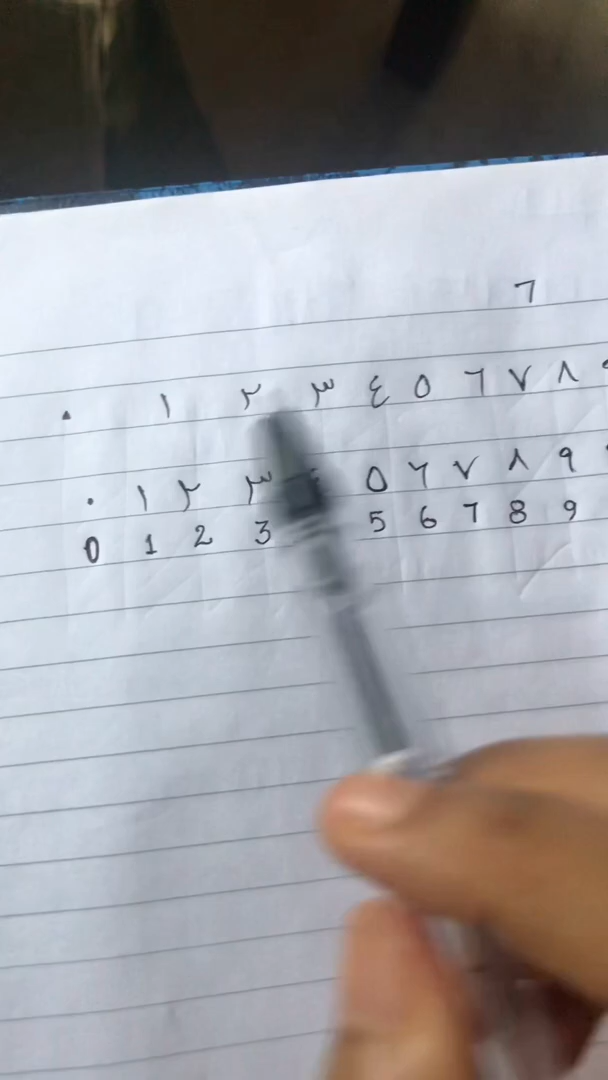 ٦
٠ ١ ٢ ٣ ٤ ٥ ٦ ٧ ٨
٠ ١ ٢ ٣ ٥ ٦ ٧ ٨ ٩
0 1 2 3 5 6 7 8 9